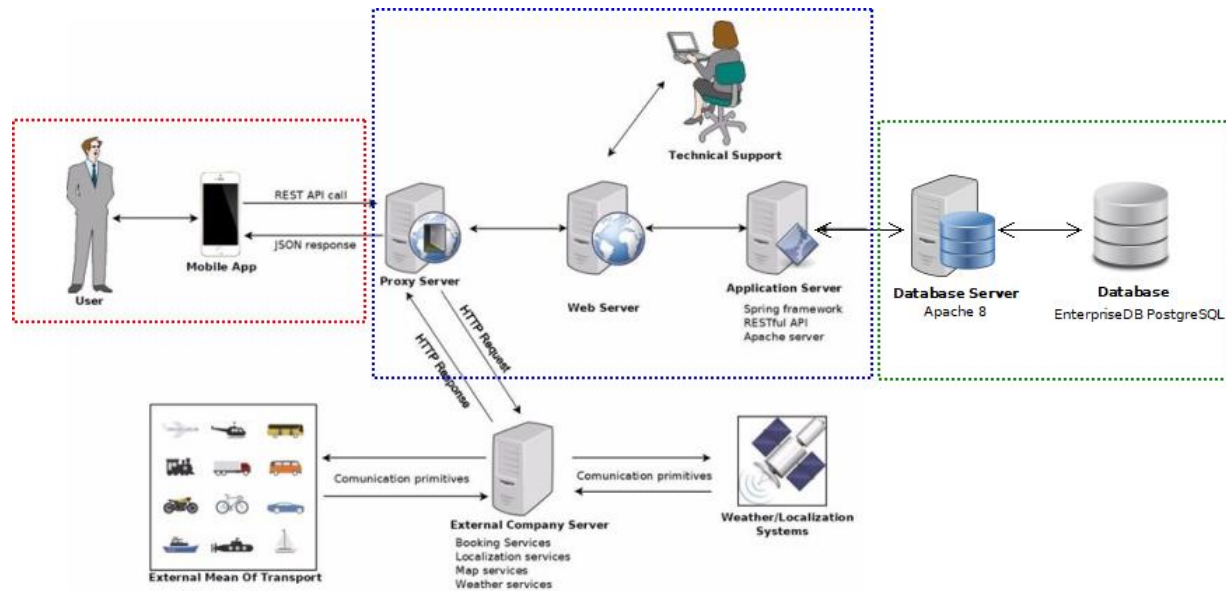 Technical Support
REST API call
JSON response
Mobile App
User
Proxy Server
Web Server
Application Server
Spring framework
RESTful API
Apache server
Database Server
Apache 8
Database
EnterpriseDB PostgreSQL
HTTP Request
HTTP Response
Comunication primitives
Comunication primitives
External Mean Of Transport
External Company Server
Booking Services
Localization services
Map services
Weather services
Weather/Localization
Systems